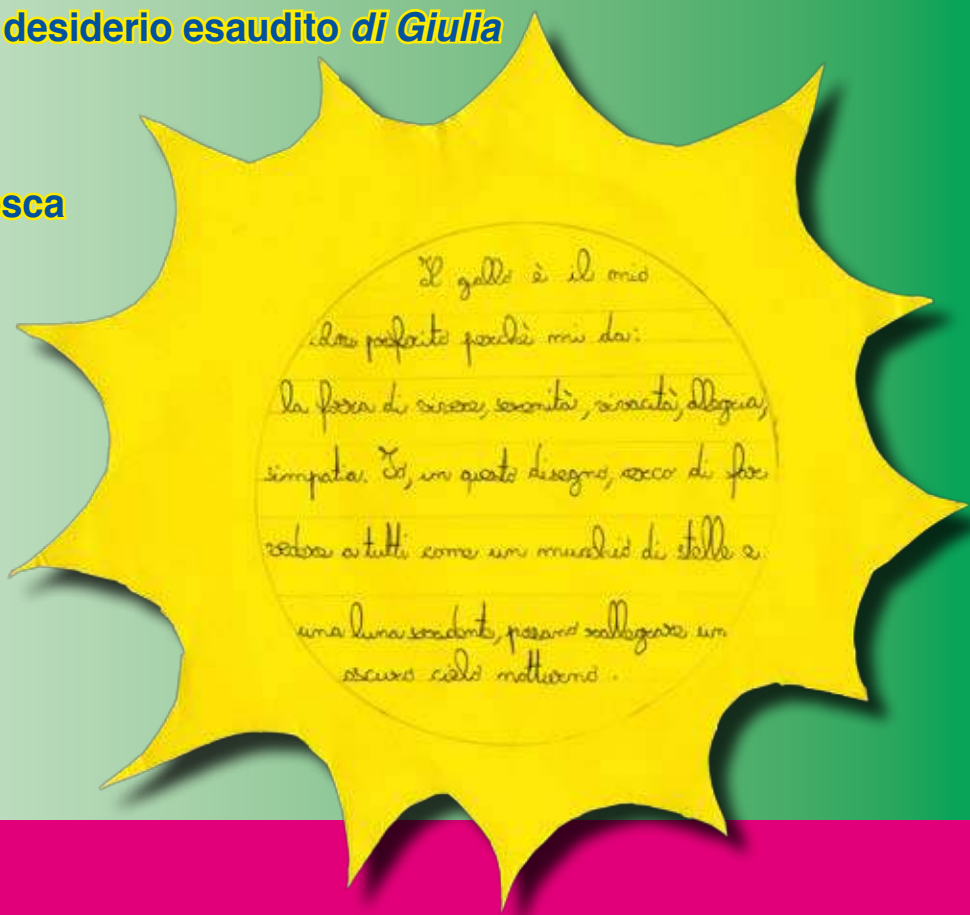 desiderio esaudito di Giulia
sca
Il giallo è il mio
colore preferito perchè mi da:
la forza di vivere, serenità, vivacità, allegria,
simpatia. Io, in questo disegno, cerco di far
vedere a tutti come un mucchio di stelle e
una luna sorridente, possano rallegrare un
oscuro cielo notturno.